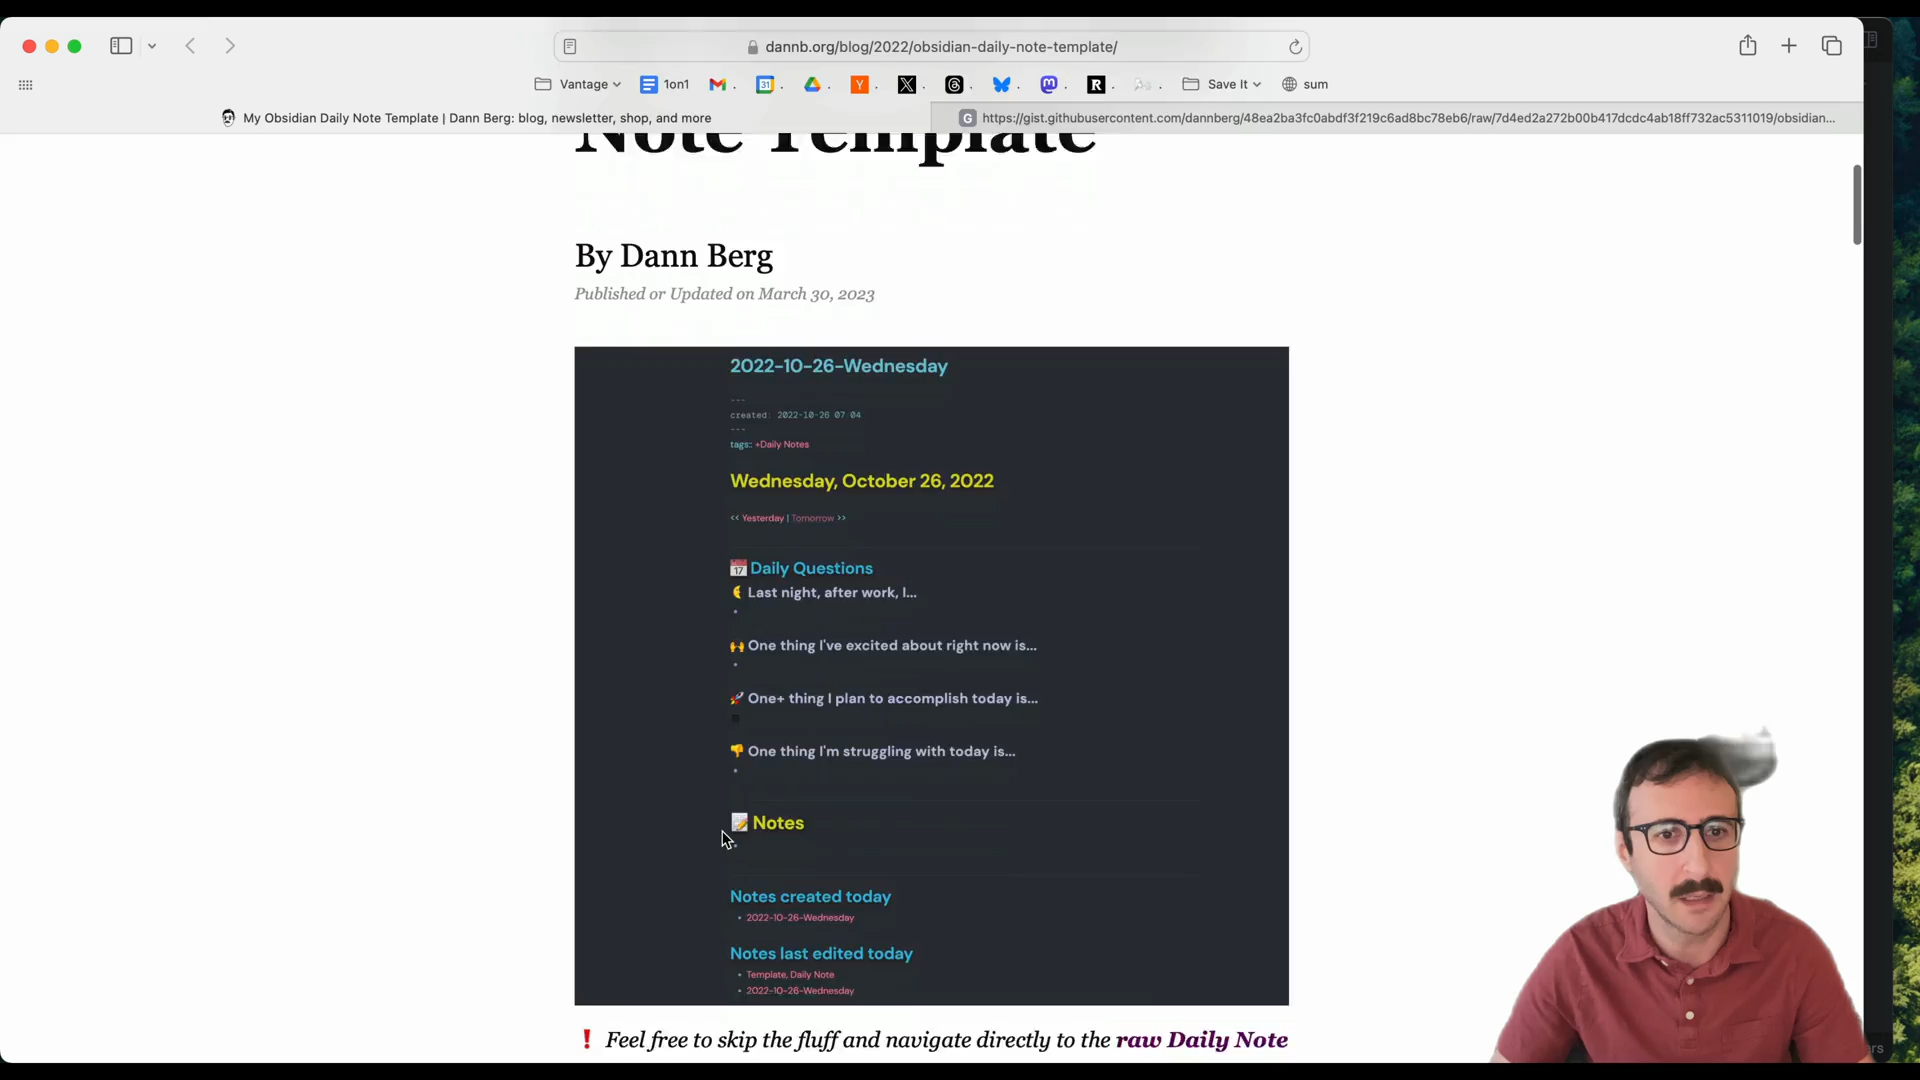 dannb.org/blog/2022/obsidian-daily-note-template/
Vantage
1on1
31
Y
R
Save It
sum
My Obsidian Daily Note Template | Dann Berg: blog, newsletter, shop, and more
G
https://gist.githubusercontent.com/dannberg/48ea2ba3fc0abdf3f219c6ad8bc78eb6/raw/7d4ed2a272b00b417dcdc4ab18ff732ac5311019/obsidian...
Note Template
By Dann Berg
Published or Updated on March 30, 2023
2022-10-26-Wednesday
---
created: 2022-10-26 07 04
---
tags:: +Daily Notes
Wednesday, October 26, 2022
<< Yesterday | Tomorrow >>
📅 Daily Questions
🌜 Last night, after work, I...
🙌 One thing I've excited about right now is...
🚀 One+ thing I plan to accomplish today is...
👎 One thing I'm struggling with today is...
📝 Notes
Notes created today
• 2022-10-26-Wednesday
Notes last edited today
• Template, Daily Note
• 2022-10-26-Wednesday
❗ Feel free to skip the fluff and navigate directly to the raw Daily Note